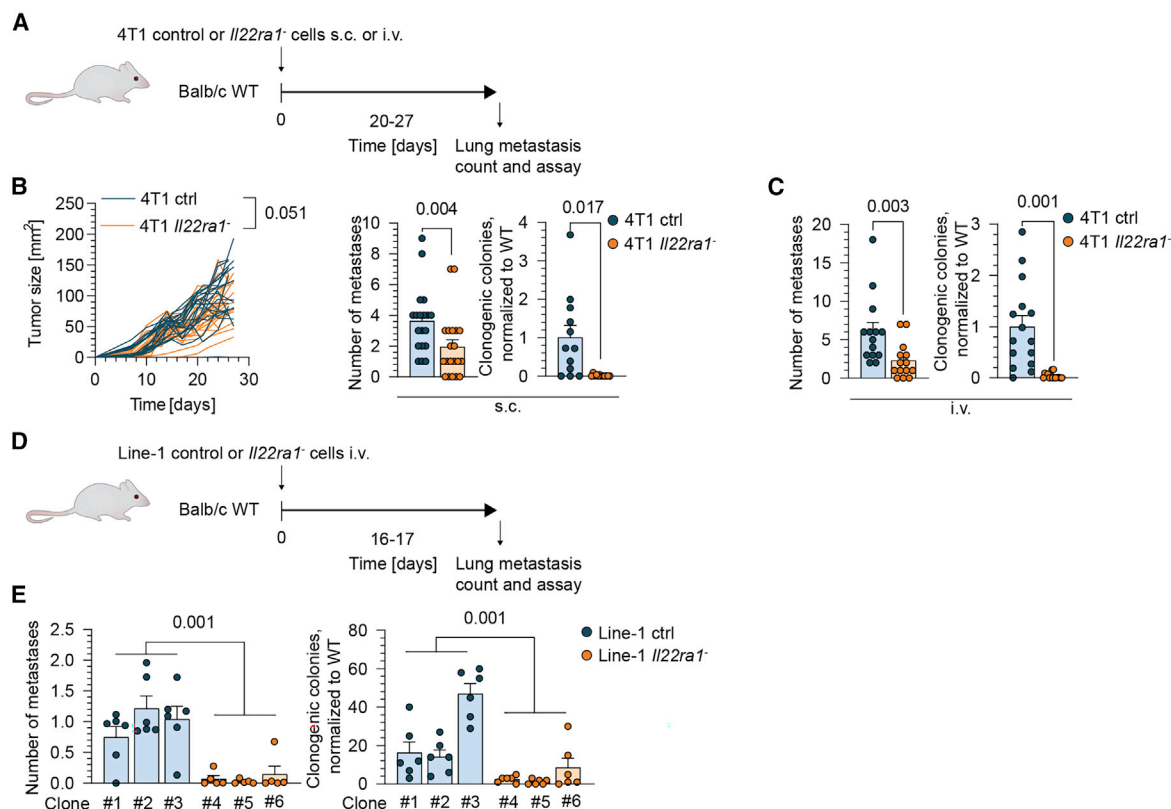 A
4T1 control or Il22ra1- cells s.c. or i.v.
Balb/c WT
0
20-27
Time [days]
Lung metastasis
count and assay
B
4T1 ctrl
4T1 Il22ra1-
0.051
Tumor size [mm²]
250
200
150
100
50
0
0 10 20 30
Time [days]
Number of metastases
10
8
6
4
2
0
0.004
Clonogenic colonies,
normalized to WT
4
3
2
1
0
0.017
4T1 ctrl
4T1 Il22ra1-
s.c.
C
Number of metastases
20
15
10
5
0
0.003
Clonogenic colonies,
normalized to WT
3
2
1
0
0.001
4T1 ctrl
4T1 Il22ra1-
i.v.
D
Line-1 control or Il22ra1- cells i.v.
Balb/c WT
0
16-17
Time [days]
Lung metastasis
count and assay
E
Number of metastases
2.5
2.0
1.5
1.0
0.5
0.0
0.001
Clone #1 #2 #3 #4 #5 #6
Clonogenic colonies,
normalized to WT
80
60
40
20
0
0.001
Clone #1 #2 #3 #4 #5 #6
Line-1 ctrl
Line-1 Il22ra1-